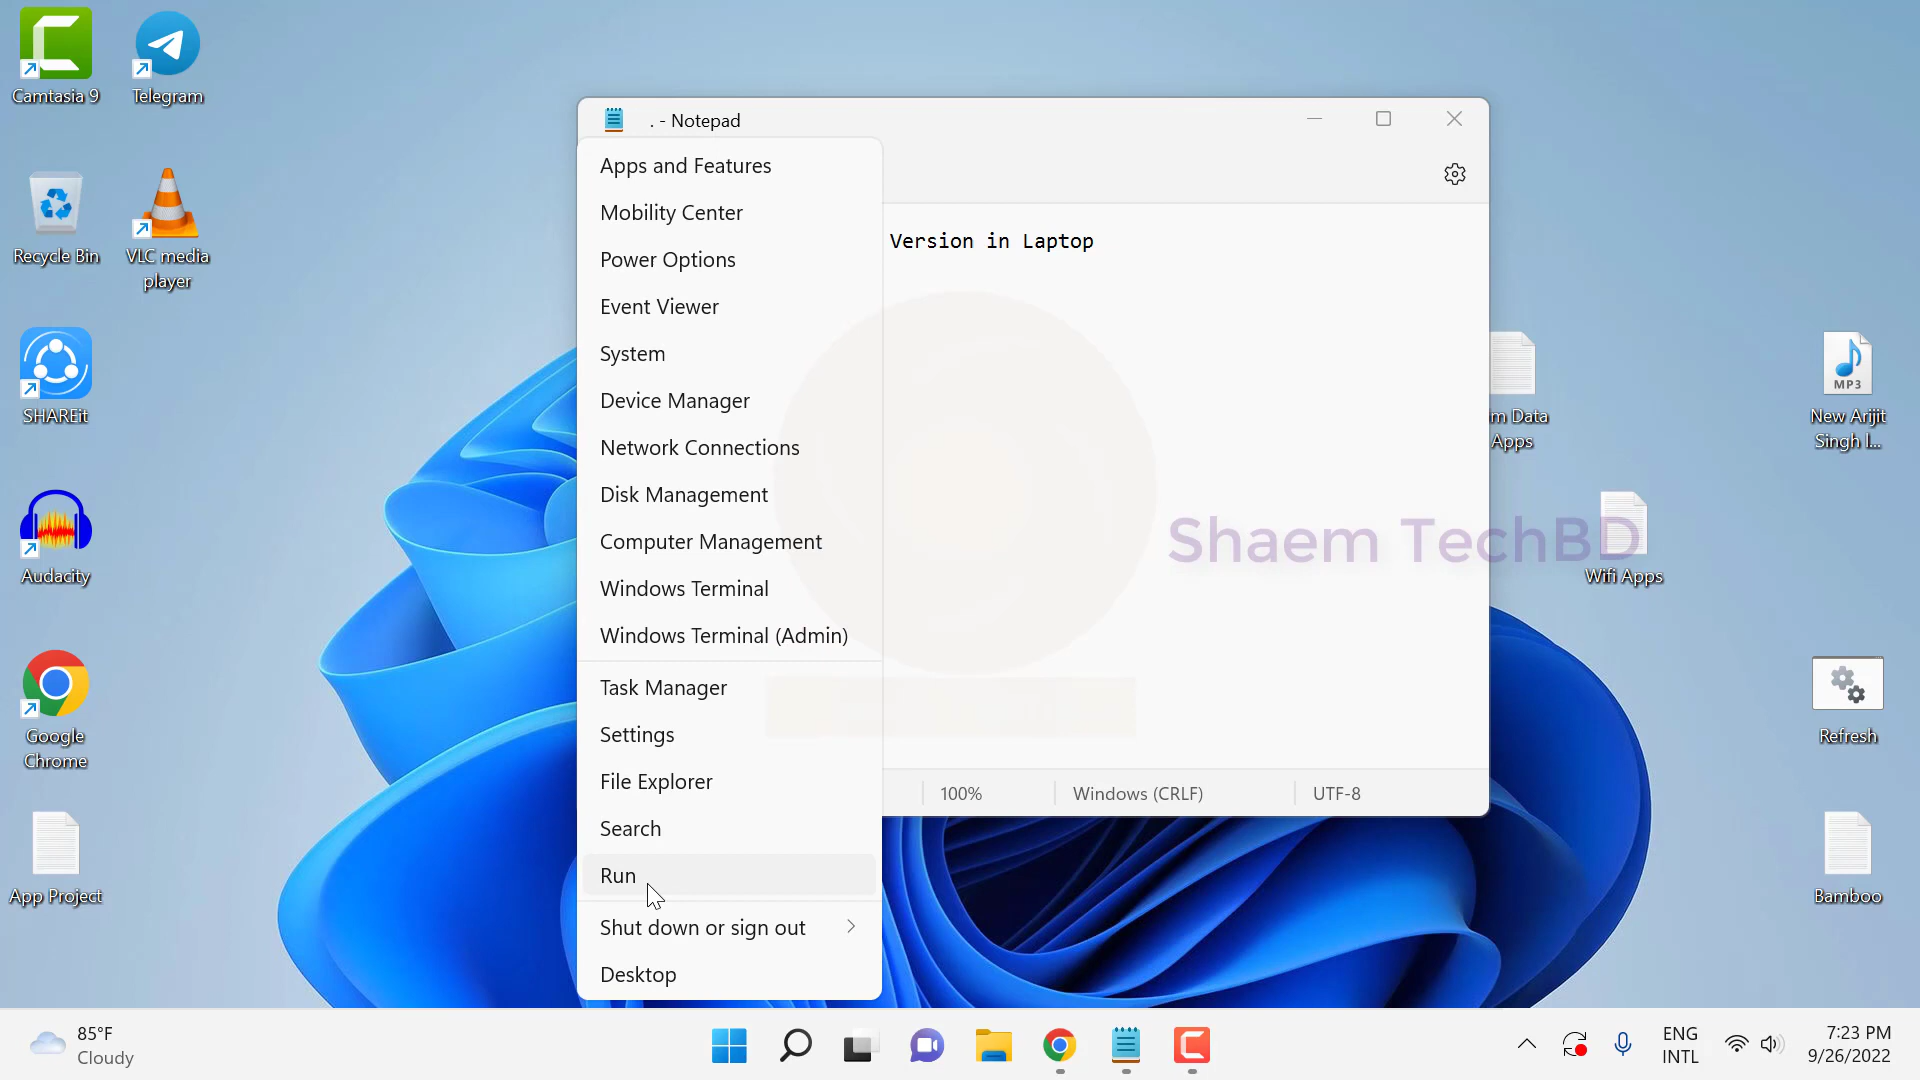 Camtasia 9
Telegram
Recycle Bin
VLC media
player
SHAREit
Audacity
Google
Chrome
App Project
. - Notepad
Version in Laptop
Apps and Features
Mobility Center
Power Options
Event Viewer
System
Device Manager
Network Connections
Disk Management
Computer Management
Windows Terminal
Windows Terminal (Admin)
Task Manager
Settings
File Explorer
Search
Run
Shut down or sign out
Desktop
100%
Windows (CRLF)
UTF-8
Shaem TechBD
m Data
Apps
MP3
New Arijit
Singh l...
Wifi Apps
Refresh
Bamboo
85°F
Cloudy
ENG
INTL
7:23 PM
9/26/2022